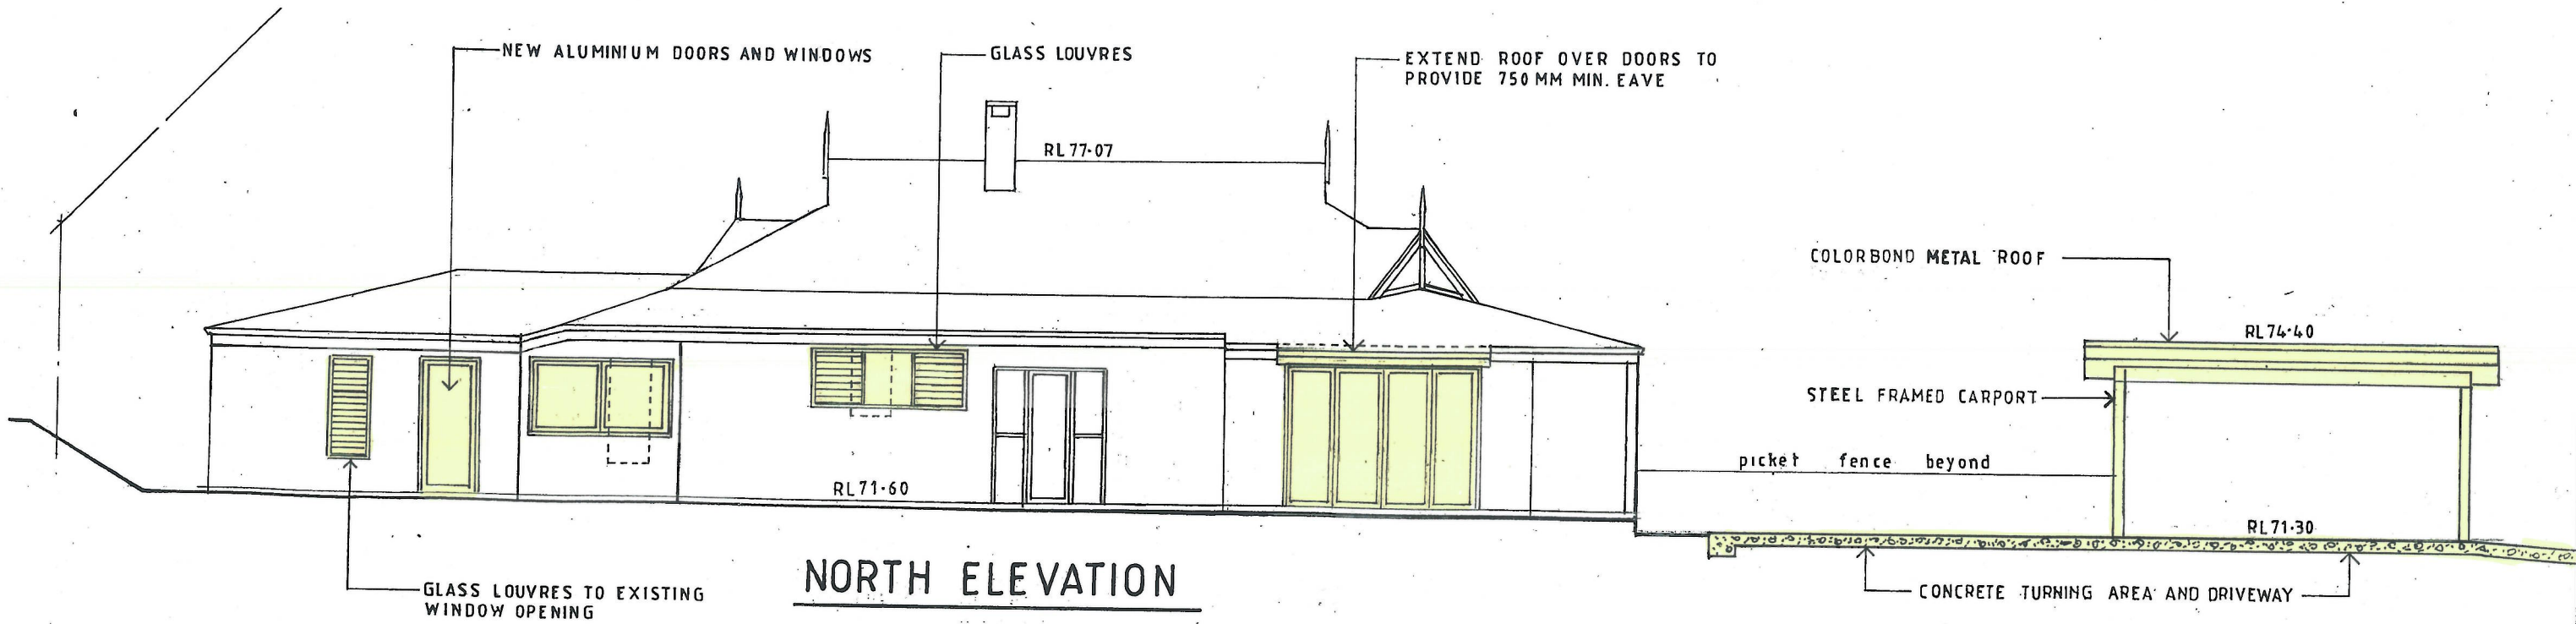 NEW ALUMINIUM DOORS AND WINDOWS
GLASS LOUVRES
EXTEND ROOF OVER DOORS TO
PROVIDE 750 MM MIN. EAVE
RL 77·07
COLORBOND METAL ROOF
RL 74·40
STEEL FRAMED CARPORT
picket fence beyond
RL 71·60
RL 71·30
GLASS LOUVRES TO EXISTING
WINDOW OPENING
NORTH ELEVATION
CONCRETE TURNING AREA AND DRIVEWAY